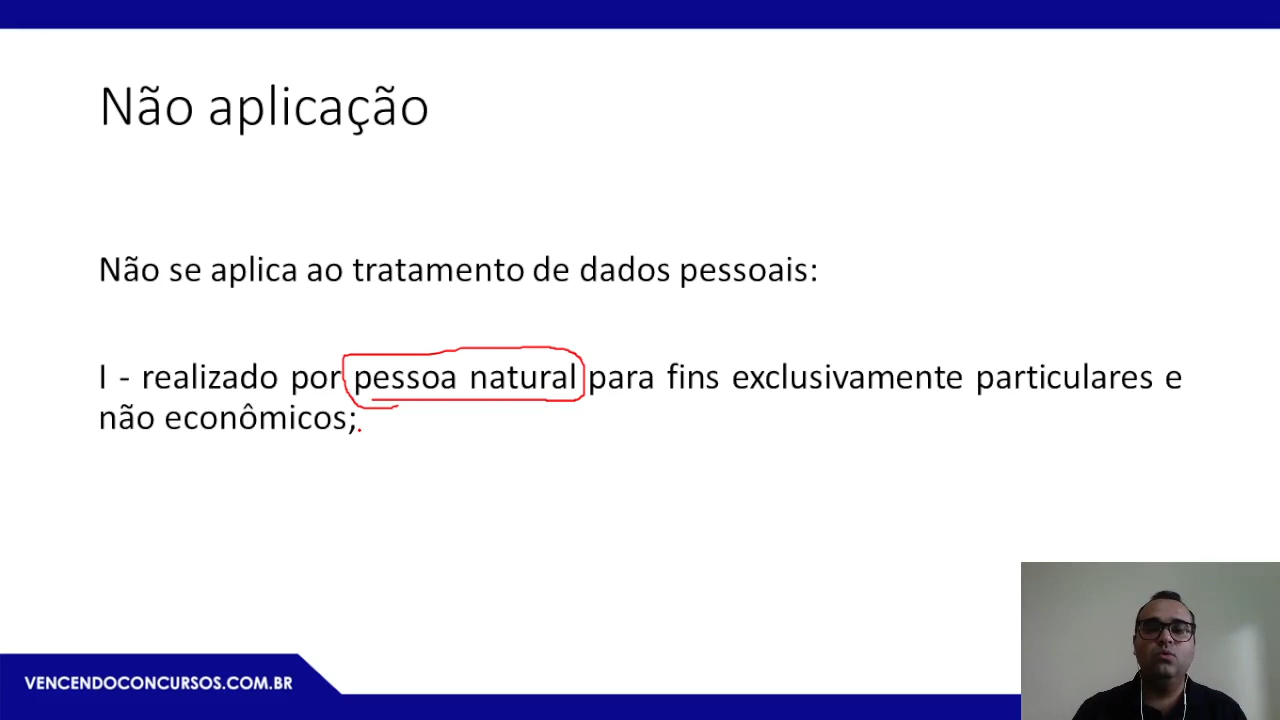 Não aplicação
Não se aplica ao tratamento de dados pessoais:
I - realizado por pessoa natural para fins exclusivamente particulares e
não econômicos;
VENCENDOCONCURSOS.COM.BR